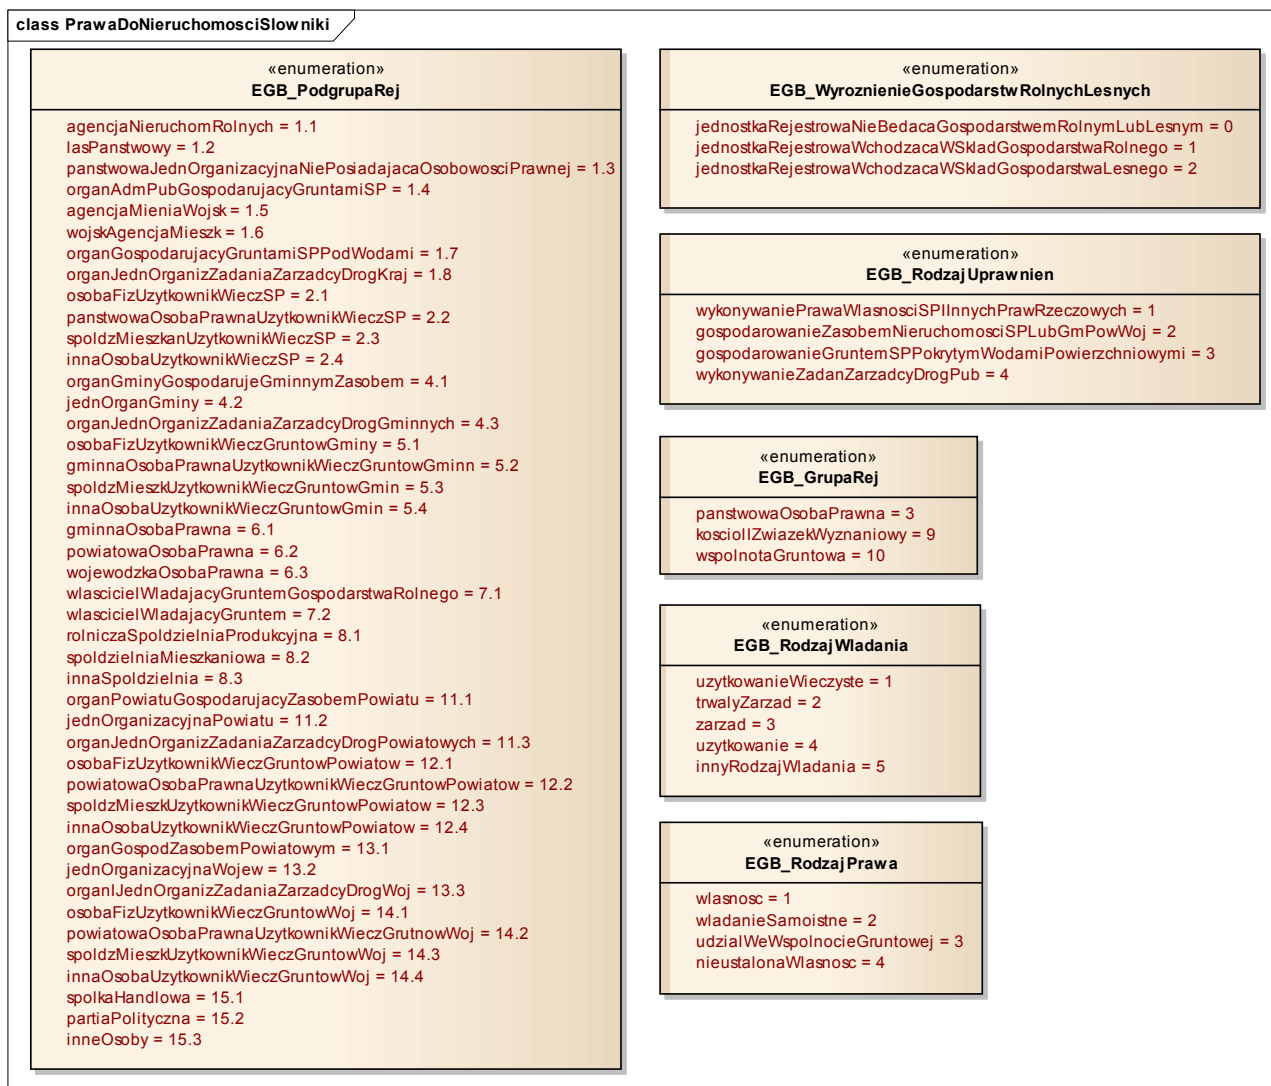 class PrawaDoNieruchomosciSlowniki
«enumeration»
EGB_PodgrupaRej
agencjaNieruchomRolnych = 1.1
lasPanstwowy = 1.2
panstwowaJednOrganizacyjnaNiePosiadajacaOsobowosciPrawnej = 1.3
organAdmPubGospodarujacyGruntamiSP = 1.4
agencjaMieniaWojsk = 1.5
wojskAgencjaMieszk = 1.6
organGospodarujacyGruntamiSPPodWodami = 1.7
organJednOrganizZadaniaZarzadcyDrogKraj = 1.8
osobaFizUzytkownikWieczSP = 2.1
panstwowaOsobaPrawnaUzytkownikWieczSP = 2.2
spoldzMieszkanUzytkownikWieczSP = 2.3
innaOsobaUzytkownikWieczSP = 2.4
organGminyGospodarujeGminnymZasobem = 4.1
jednOrganGminy = 4.2
organJednOrganizZadaniaZarzadcyDrogGminnych = 4.3
osobaFizUzytkownikWieczGruntowGminy = 5.1
gminnaOsobaPrawnaUzytkownikWieczGruntowGminn = 5.2
spoldzMieszkUzytkownikWieczGruntowGmin = 5.3
innaOsobaUzytkownikWieczGruntowGmin = 5.4
gminnaOsobaPrawna = 6.1
powiatowaOsobaPrawna = 6.2
wojewodzkaOsobaPrawna = 6.3
wlascicielWladajacyGruntemGospodarstwaRolnego = 7.1
wlascicielWladajacyGruntem = 7.2
rolniczaSpoldzielniaProdukcyjna = 8.1
spoldzielniaMieszkaniowa = 8.2
innaSpoldzielnia = 8.3
organPowiatuGospodarujacyZasobemPowiatu = 11.1
jednOrganizacyjnaPowiatu = 11.2
organJednOrganizZadaniaZarzadcyDrogPowiatowych = 11.3
osobaFizUzytkownikWieczGruntowPowiatow = 12.1
powiatowaOsobaPrawnaUzytkownikWieczGruntowPowiatow = 12.2
spoldzMieszkUzytkownikWieczGruntowPowiatow = 12.3
innaOsobaUzytkownikWieczGruntowPowiatow = 12.4
organGospodZasobemPowiatowym = 13.1
jednOrganizacyjnaWojew = 13.2
organIJednOrganizZadaniaZarzadcyDrogWoj = 13.3
osobaFizUzytkownikWieczGruntowWoj = 14.1
powiatowaOsobaPrawnaUzytkownikWieczGrutnowWoj = 14.2
spoldzMieszkUzytkownikWieczGruntowWoj = 14.3
innaOsobaUzytkownikWieczGruntowWoj = 14.4
spolkaHandlowa = 15.1
partiaPolityczna = 15.2
inneOsoby = 15.3
«enumeration»
EGB_WyroznienieGospodarstwRolnychLesnych
jednostkaRejestrowaNieBedacaGospodarstwemRolnymLubLesnym = 0
jednostkaRejestrowaWchodzacaWSkladGospodarstwaRolnego = 1
jednostkaRejestrowaWchodzacaWSkladGospodarstwaLesnego = 2
«enumeration»
EGB_RodzajUprawnien
wykonywaniePrawaWlasnosciSPIInnychPrawRzeczowych = 1
gospodarowanieZasobemNieruchomosciSPLubGmPowWoj = 2
gospodarowanieGruntemSPPokrytymWodamiPowierzchniowymi = 3
wykonywanieZadanZarzadcyDrogPub = 4
«enumeration»
EGB_GrupaRej
panstwowaOsobaPrawna = 3
kosciolIZwiazekWyznaniowy = 9
wspolnotaGruntowa = 10
«enumeration»
EGB_RodzajWladania
uzytkowanieWieczyste = 1
trwalyZarzad = 2
zarzad = 3
uzytkowanie = 4
innyRodzajWladania = 5
«enumeration»
EGB_RodzajPrawa
wlasnosc = 1
wladanieSamoistne = 2
udzialWeWspolnocieGruntowej = 3
nieustalonaWlasnosc = 4